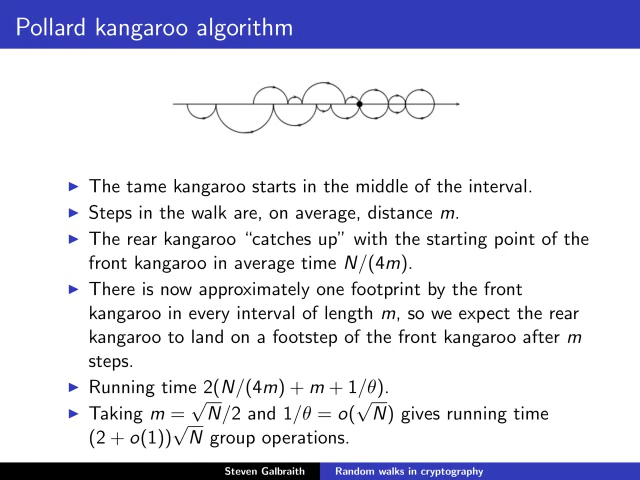 Pollard kangaroo algorithm
▶ The tame kangaroo starts in the middle of the interval.
▶ Steps in the walk are, on average, distance m.
▶ The rear kangaroo “catches up” with the starting point of the
front kangaroo in average time N/(4m).
▶ There is now approximately one footprint by the front
kangaroo in every interval of length m, so we expect the rear
kangaroo to land on a footstep of the front kangaroo after m
steps.
▶ Running time 2(N/(4m) + m + 1/θ).
▶ Taking m = √N/2 and 1/θ = o(√N) gives running time
(2 + o(1))√N group operations.
Steven Galbraith Random walks in cryptography